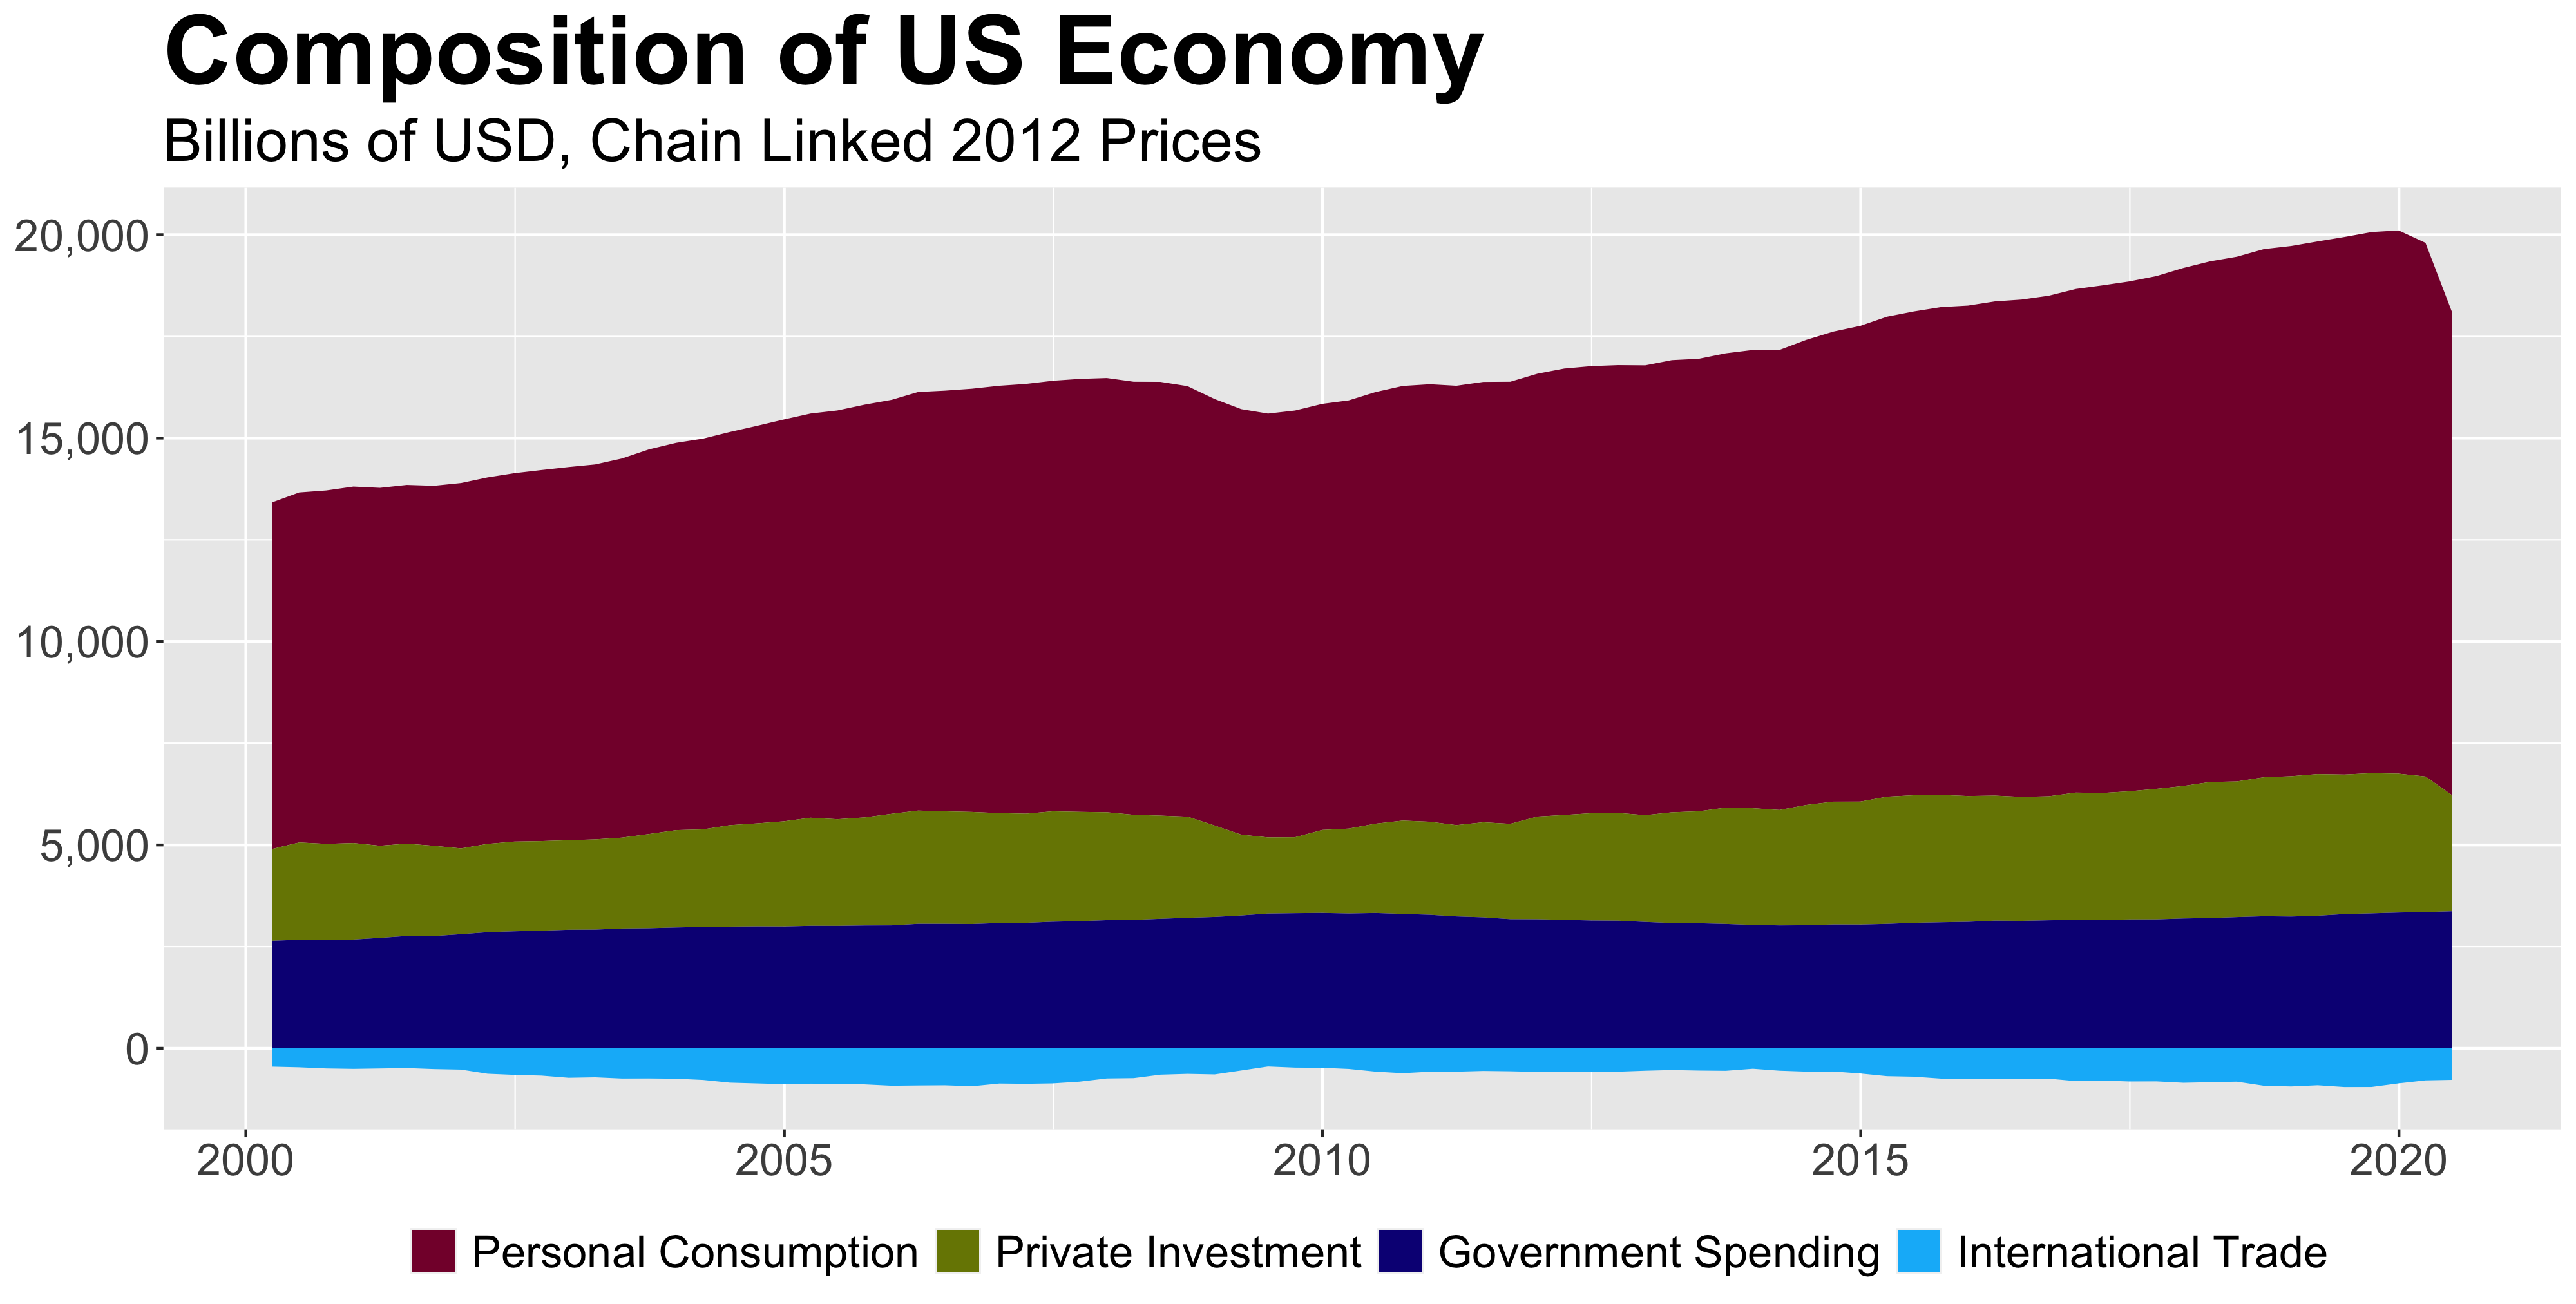 Composition of US Economy
Billions of USD, Chain Linked 2012 Prices
20,000
15,000
10,000
5,000
0
2000 2005 2010 2015 2020
Personal Consumption Private Investment Government Spending International Trade